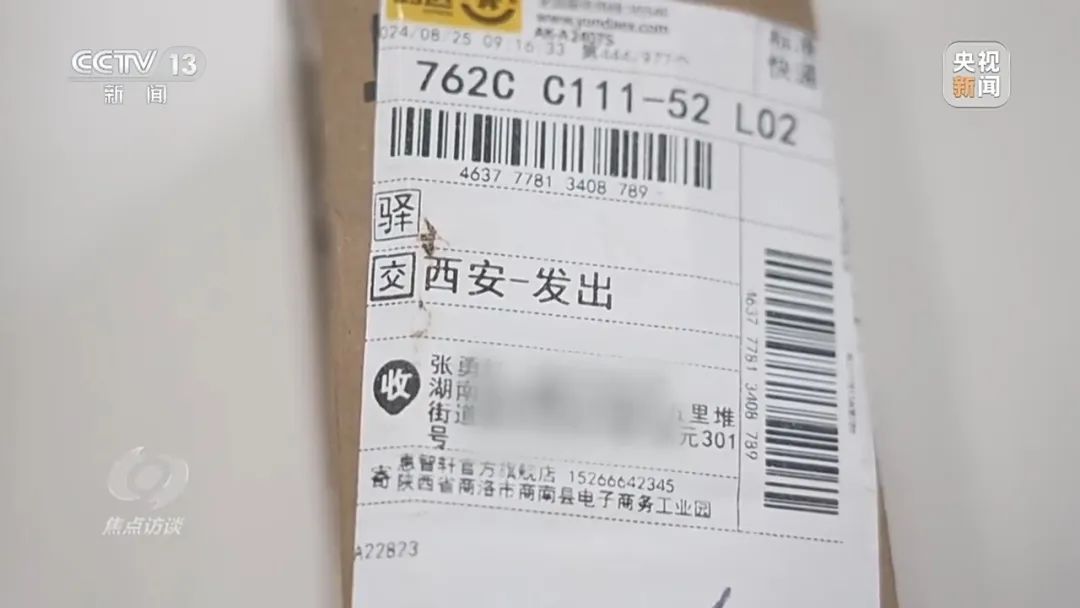 CCTV 13
新闻
央视
新闻
www.yundaex.com
024/08/25 09:16:33
快递
762C C111-52 L02
4637 7781 3408 789
驿
交 西安-发出
4637 7781 3408 789
收
张勇
湖南
街道 里堆
号 元301
寄
惠智轩官方旗舰店 15266642345
陕西省商洛市商南县电子商务工业园
A22823
焦点访谈